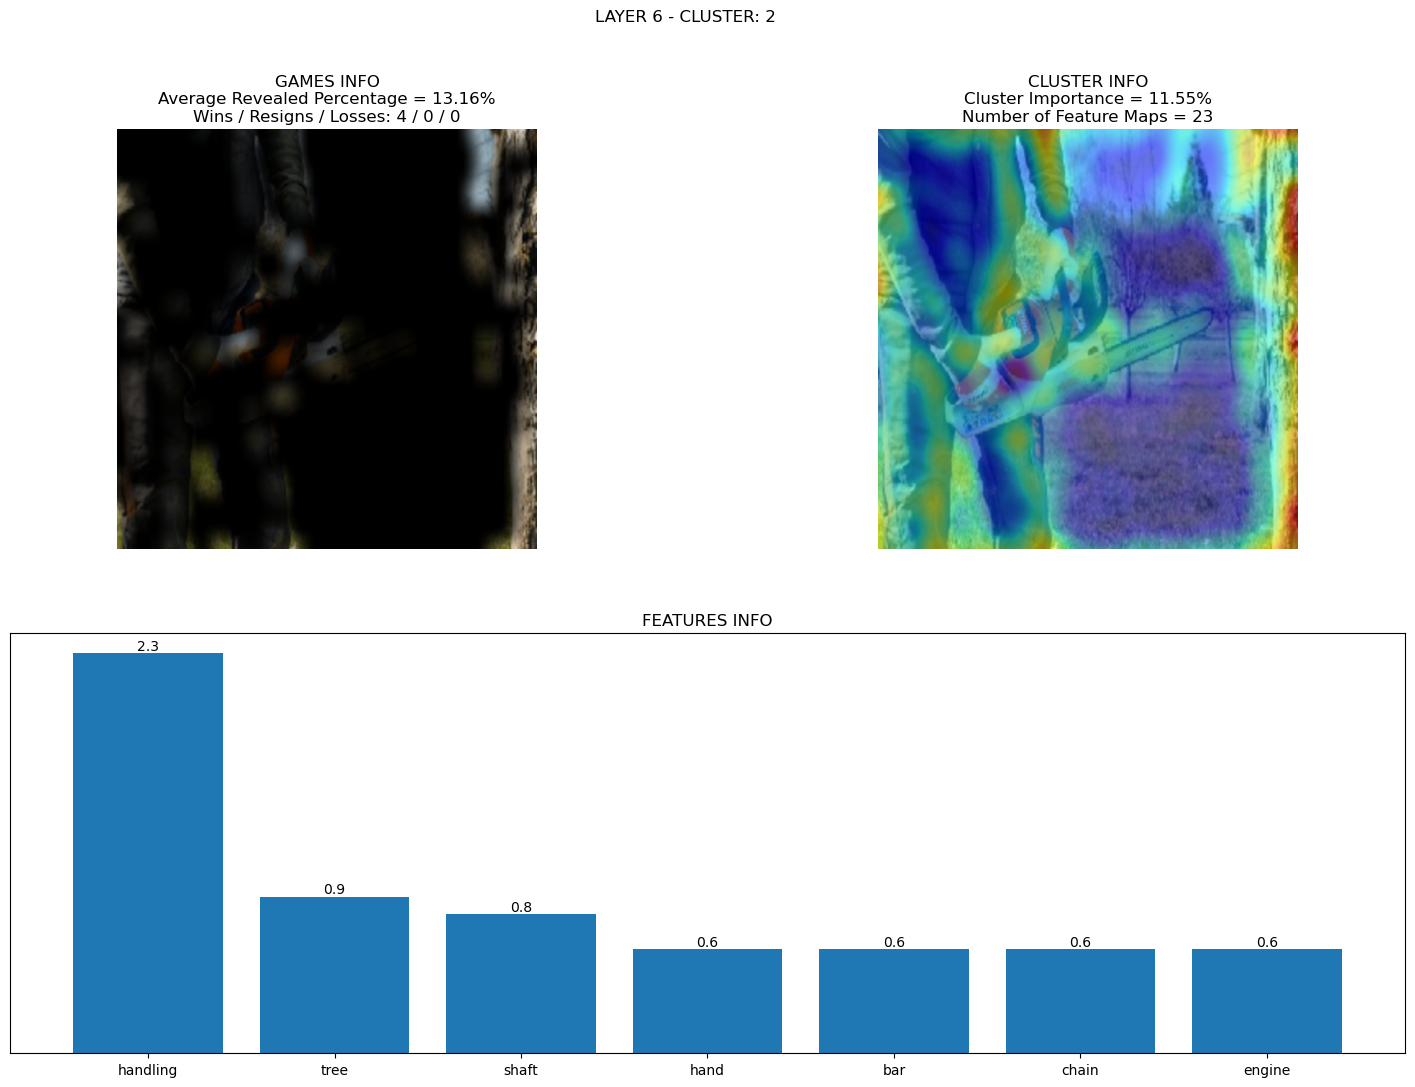 LAYER 6 - CLUSTER: 2
GAMES INFO
Average Revealed Percentage = 13.16%
Wins / Resigns / Losses: 4 / 0 / 0
CLUSTER INFO
Cluster Importance = 11.55%
Number of Feature Maps = 23
FEATURES INFO
2.3
0.9
0.8
0.6
0.6
0.6
0.6
handling
tree
shaft
hand
bar
chain
engine